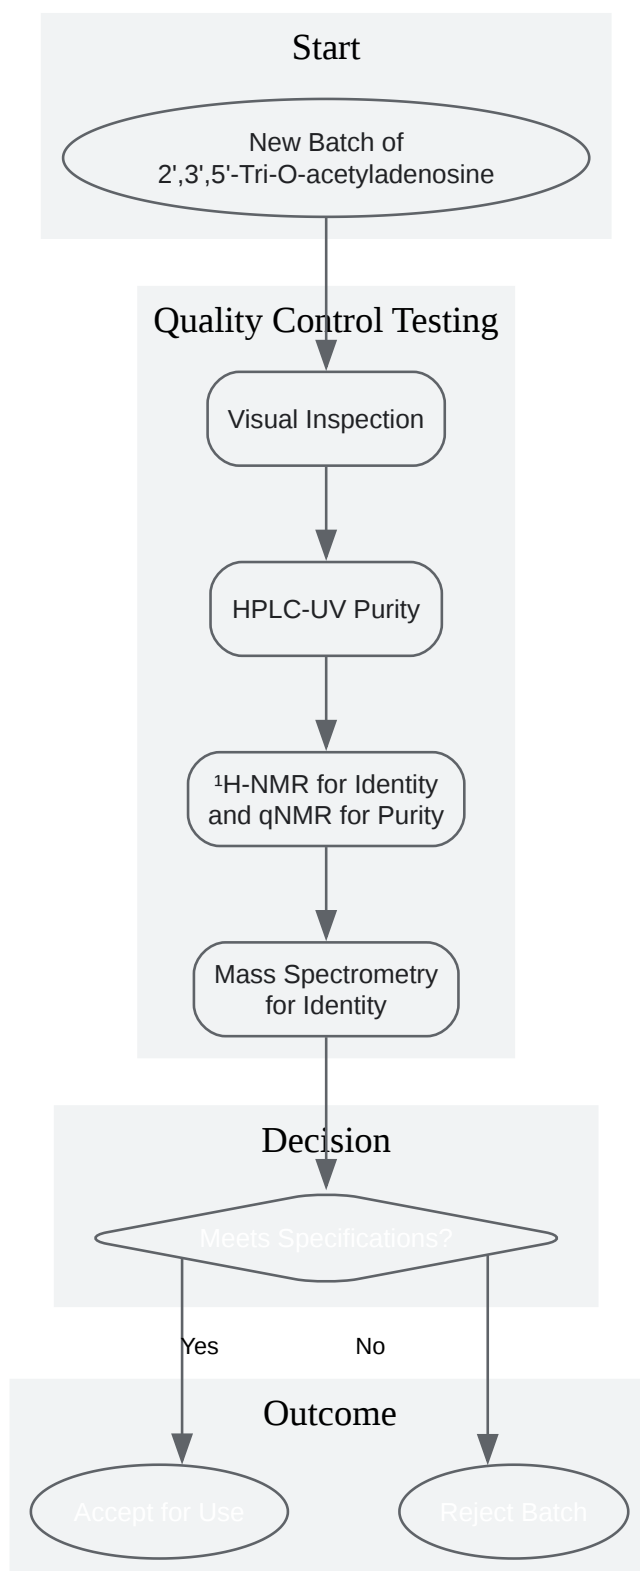 Start
New Batch of
2',3',5'-Tri-O-acetyladenosine
Quality Control Testing
Visual Inspection
HPLC-UV Purity
¹H-NMR for Identity
and qNMR for Purity
Mass Spectrometry
for Identity
Decision
Meets Specifications?
Yes
No
Outcome
Accept for Use
Reject Batch